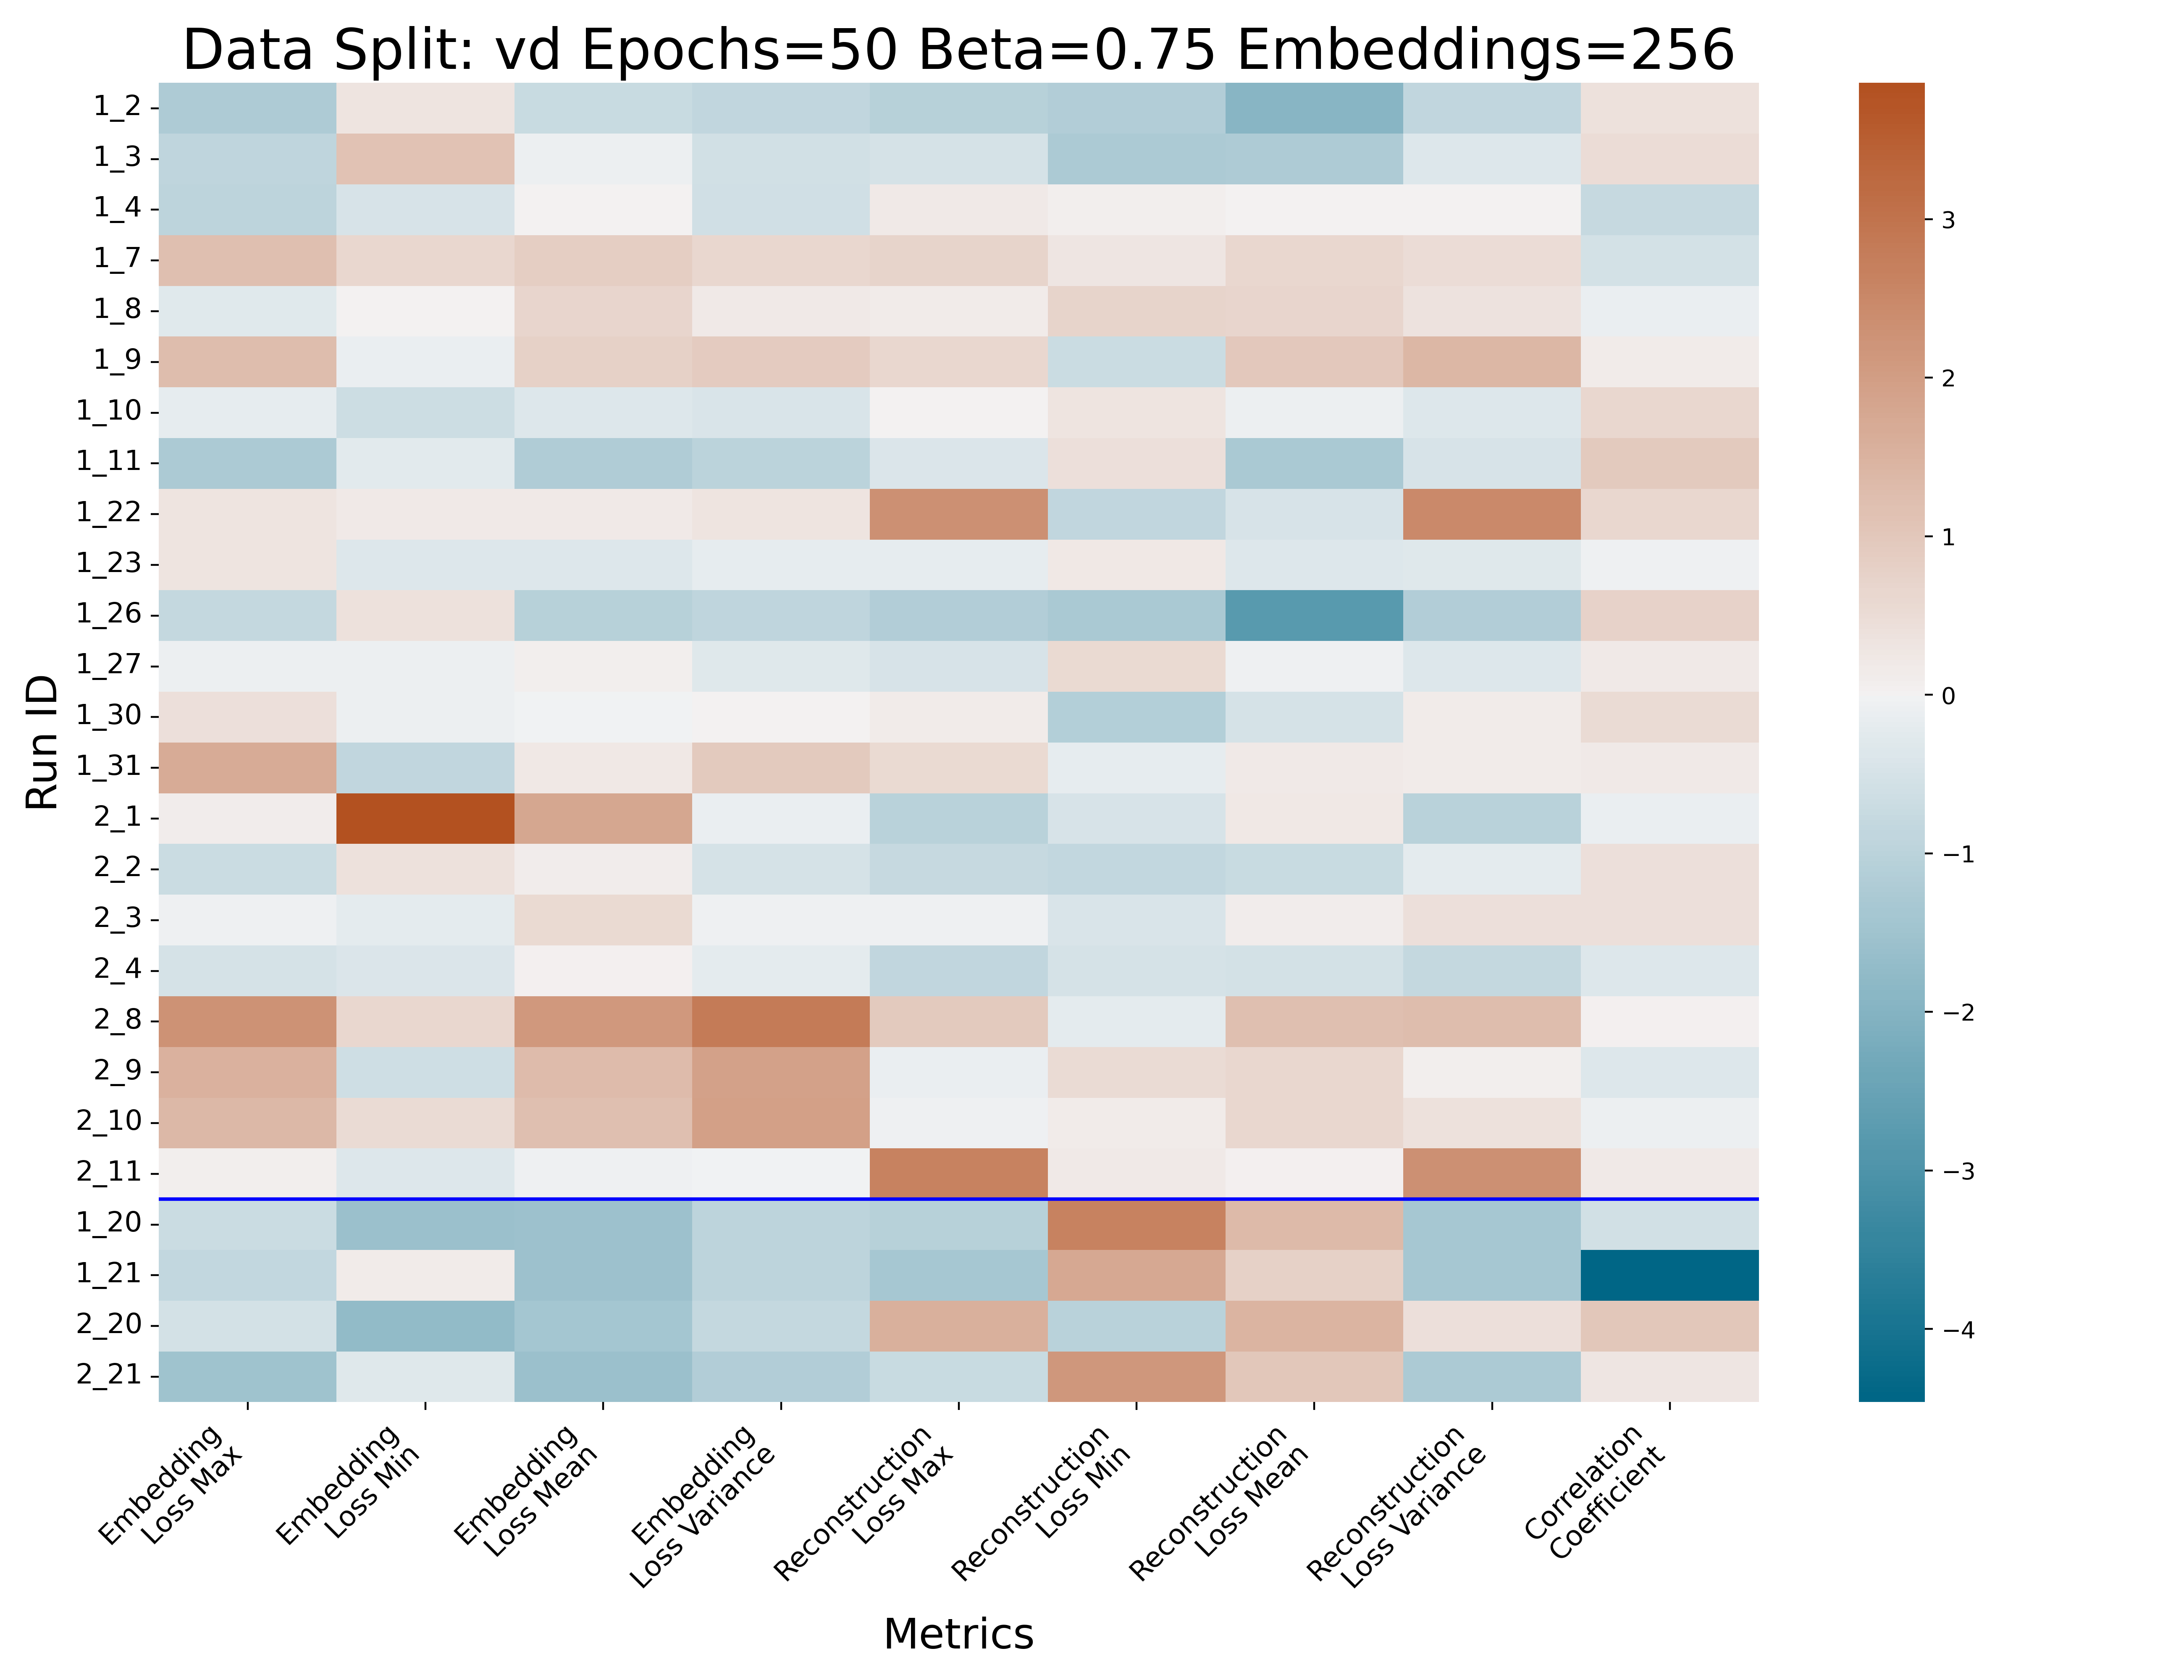 Data Split: vd Epochs=50 Beta=0.75 Embeddings=256
Run ID
1_2
1_3
1_4
1_7
1_8
1_9
1_10
1_11
1_22
1_23
1_26
1_27
1_30
1_31
2_1
2_2
2_3
2_4
2_8
2_9
2_10
2_11
1_20
1_21
2_20
2_21
Embedding
Loss Max
Embedding
Loss Min
Embedding
Loss Mean
Embedding
Loss Variance
Reconstruction
Loss Max
Reconstruction
Loss Min
Reconstruction
Loss Mean
Reconstruction
Loss Variance
Correlation
Coefficient
Metrics
3
2
1
0
−1
−2
−3
−4